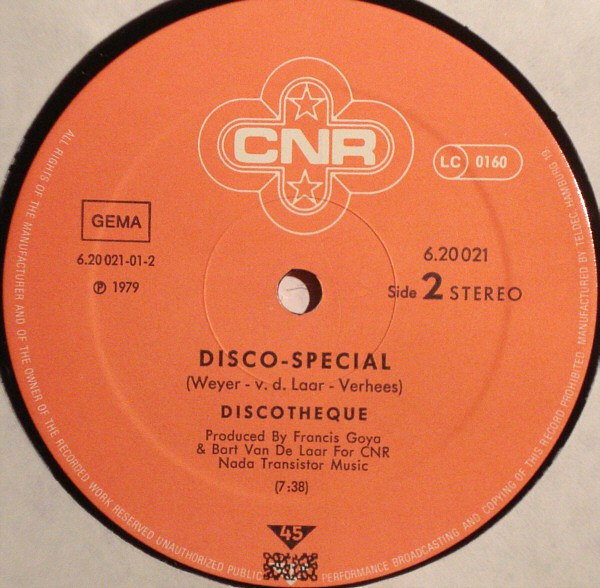 CNR
LC 0160
GEMA
6.20 021-01-2
℗ 1979
6.20 021
Side 2 STEREO
DISCO-SPECIAL
(Weyer - v. d. Laar - Verhees)
DISCOTHEQUE
Produced By Francis Goya
& Bart Van De Laar For CNR
Nada Transistor Music
(7:38)
45
ALL RIGHTS OF THE MANUFACTURER AND OF THE OWNER OF THE RECORDED WORK RESERVED UNAUTHORIZED PUBLIC PERFORMANCE BROADCASTING AND COPYING OF THIS RECORD PROHIBITED. MANUFACTURED BY TELDEC HAMBURG 19.